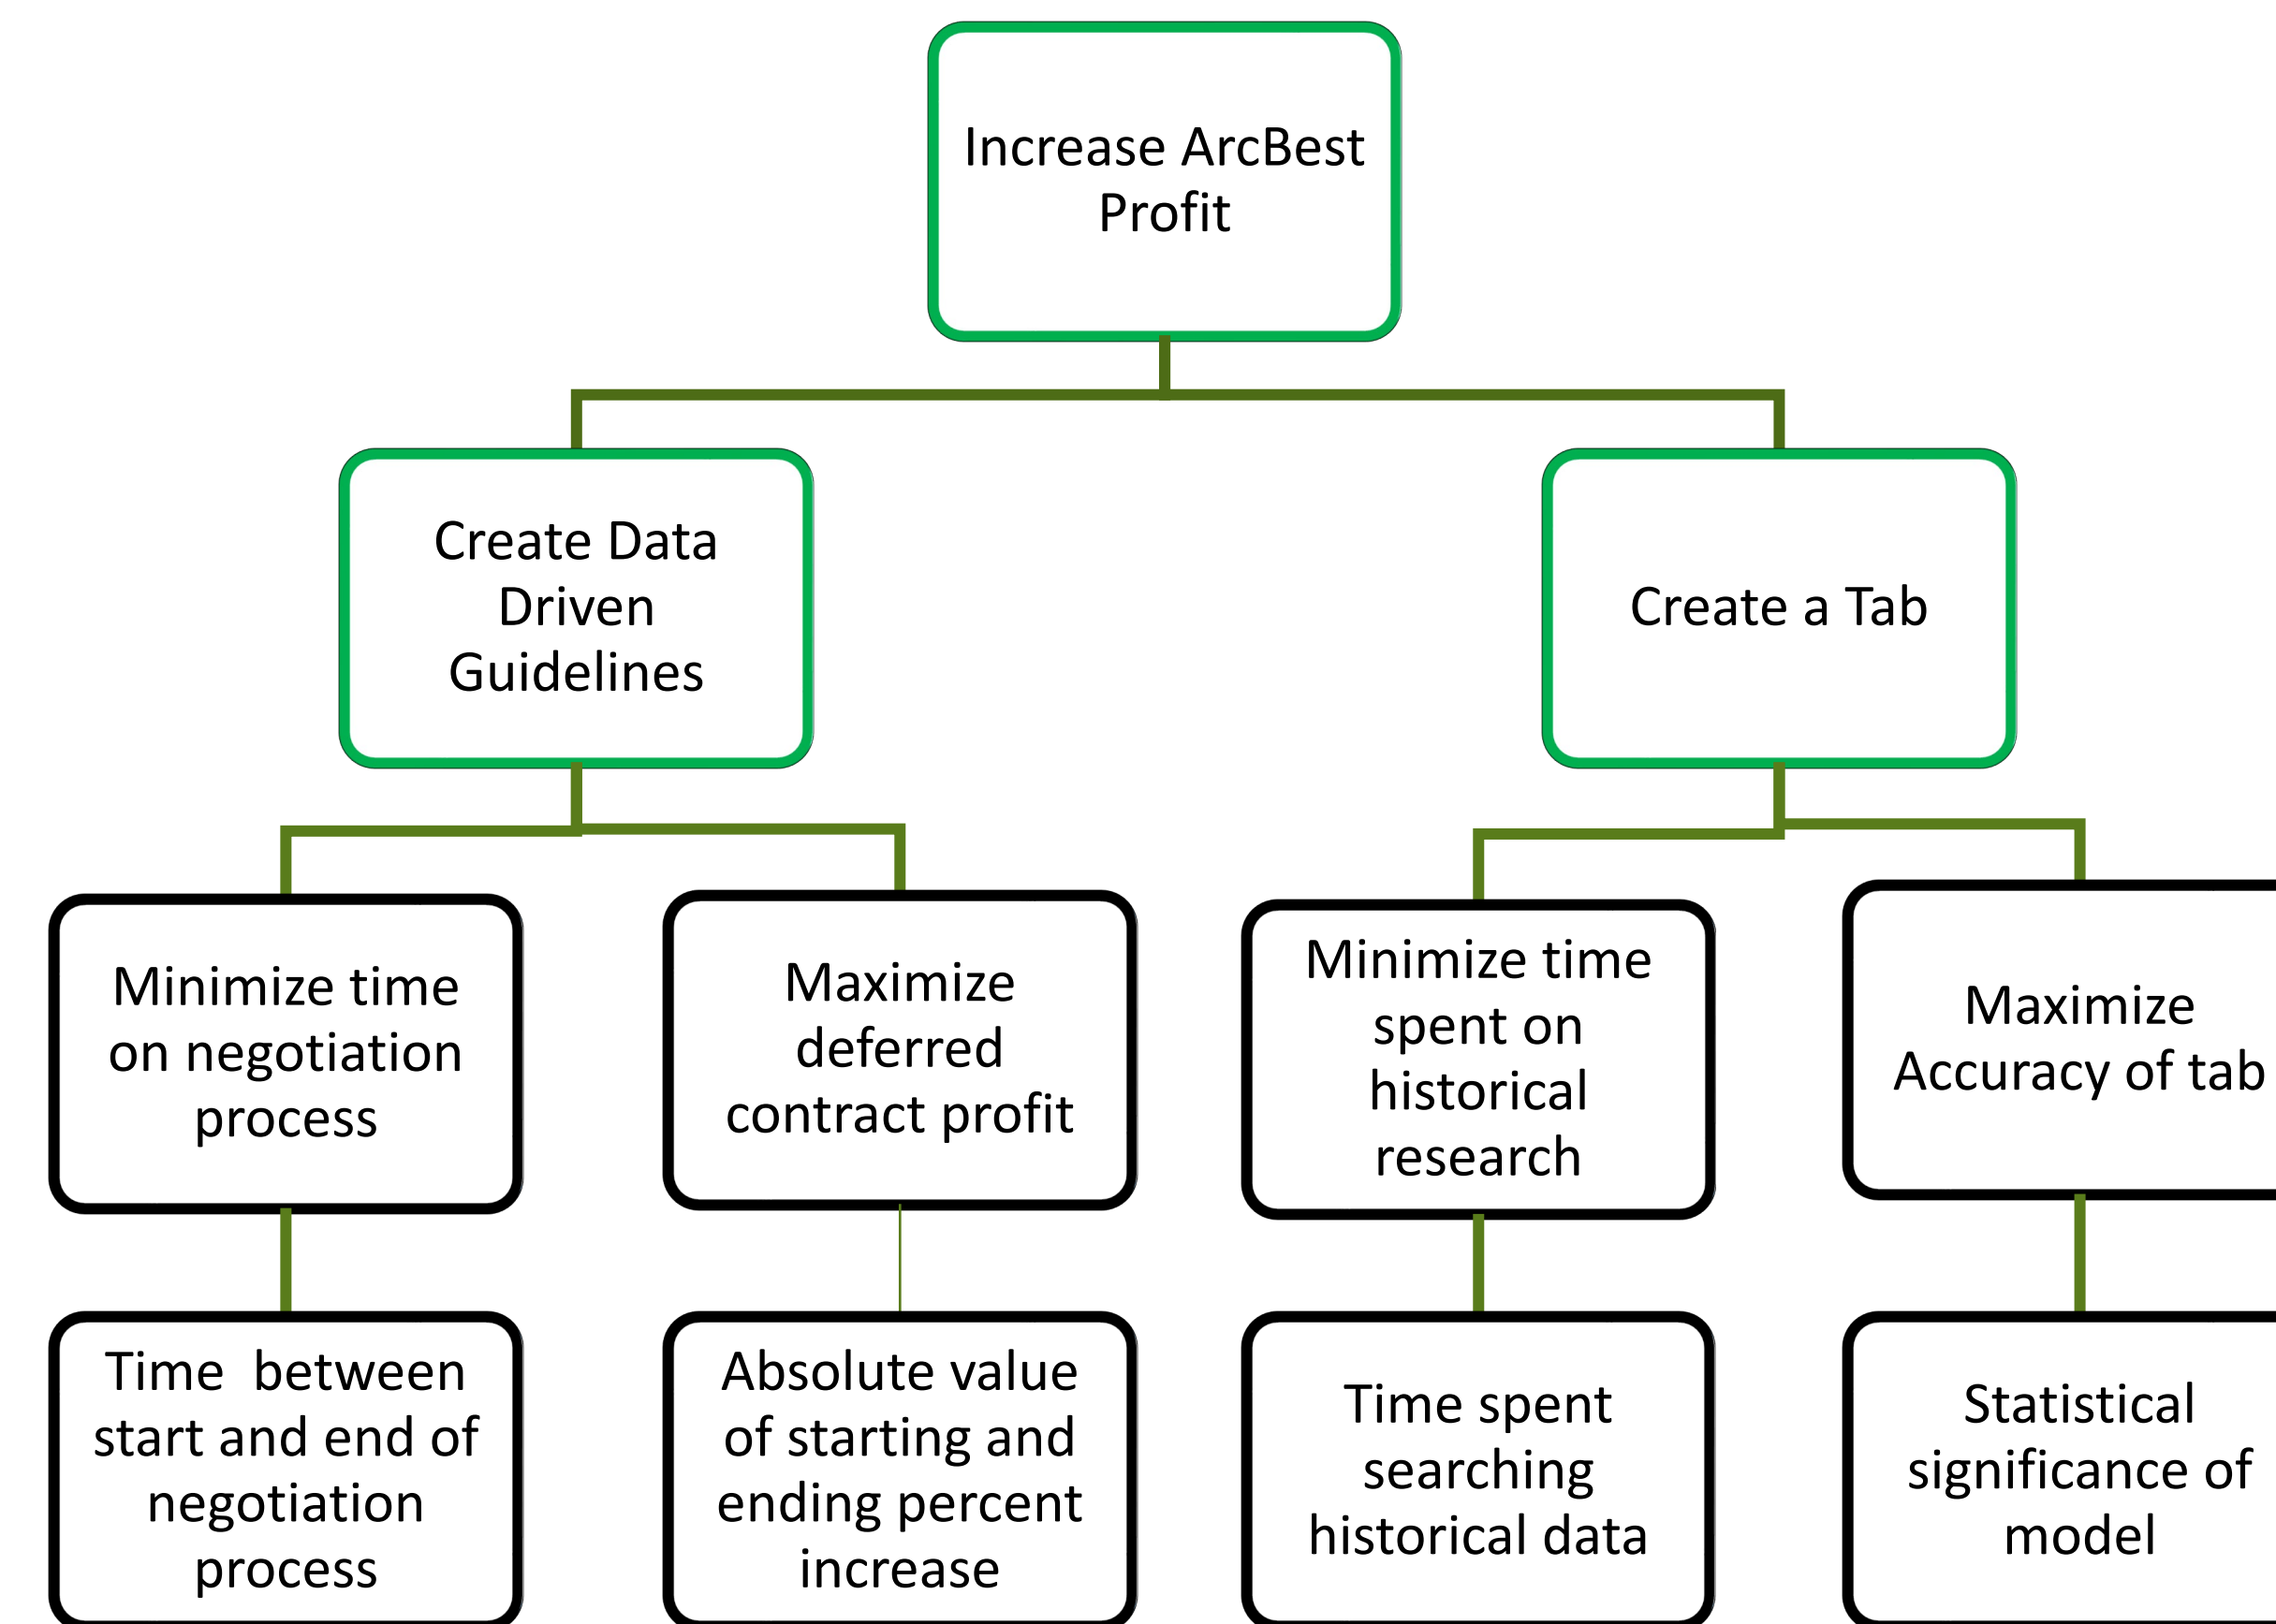 Increase ArcBest
Profit
Create Data
Driven
Guidelines
Create a Tab
Minimize time
on negotiation
process
Maximize
deferred
contract profit
Minimize time
spent on
historical
research
Maximize
Accuracy of tab
Time  between
start and end of
negotiation
process
Absolute value
of starting and
ending percent
increase
Time spent
searching
historical data
Statistical
significance of
model